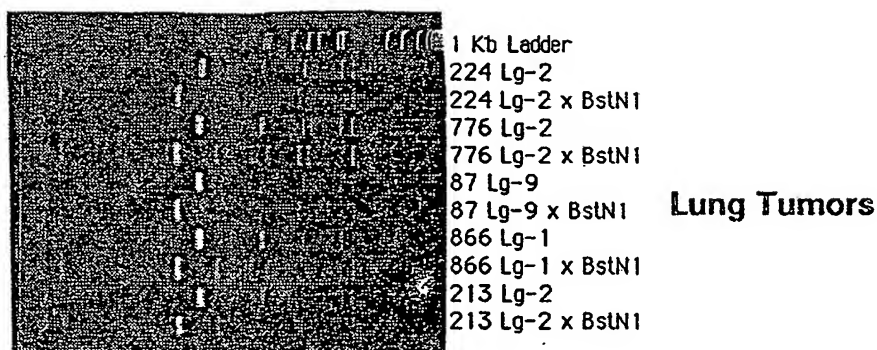 1 Kb Ladder
224 Lg-2
224 Lg-2 x BstN1
776 Lg-2
776 Lg-2 x BstN1
87 Lg-9
87 Lg-9 x BstN1
Lung Tumors
866 Lg-1
866 Lg-1 x BstN1
213 Lg-2
213 Lg-2 x BstN1